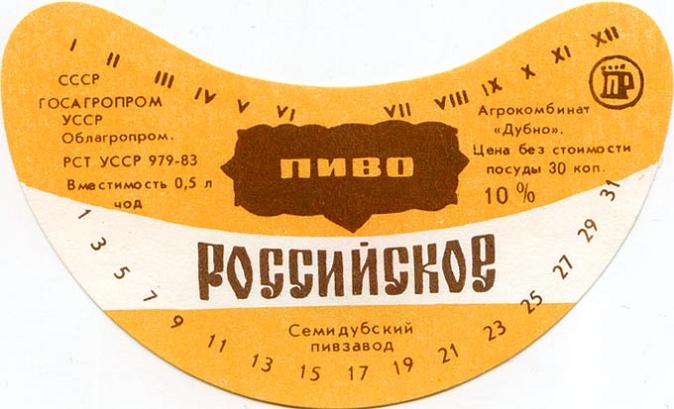 I II III IV V VI VII VIII IX X XI XII
СССР
ГОСАГРОПРОМ
УССР
Облагропром.
РСТ УССР 979-83
Вместимость 0,5 л
чод
ПИВО
ПР
Агрокомбинат
«Дубно».
Цена без стоимости
посуды 30 коп.
10 %
РОССИЙСКОЕ
Семидубский
пивзавод
1 3 5 7 9 11 13 15 17 19 21 23 25 27 29 31